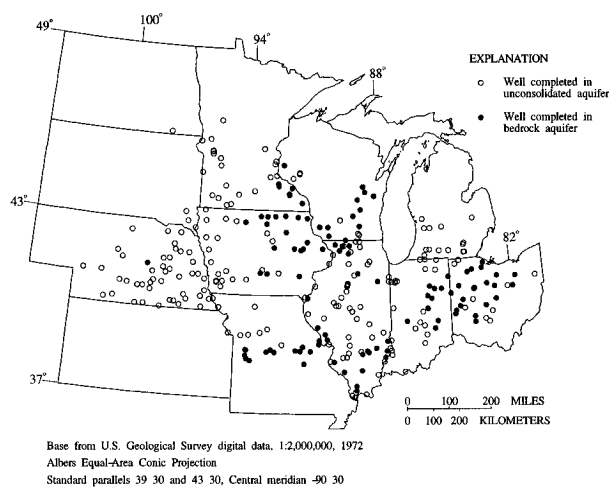 49°
100°
94°
88°
43°
82°
37°
EXPLANATION
Well completed in
unconsolidated aquifer
Well completed in
bedrock aquifer
0 100 200 MILES
0 100 200 KILOMETERS
Base from U.S. Geological Survey digital data, 1:2,000,000, 1972
Albers Equal-Area Conic Projection
Standard parallels 39 30 and 43 30, Central meridian -90 30